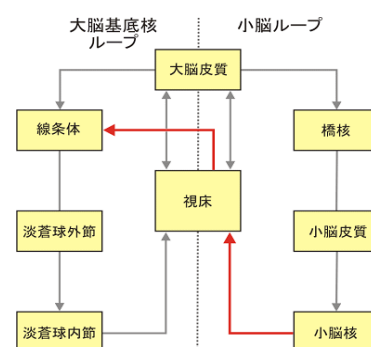 大脳基底核
ループ
小脳ループ
大脳皮質
線条体
橋核
視床
淡蒼球外節
小脳皮質
淡蒼球内節
小脳核